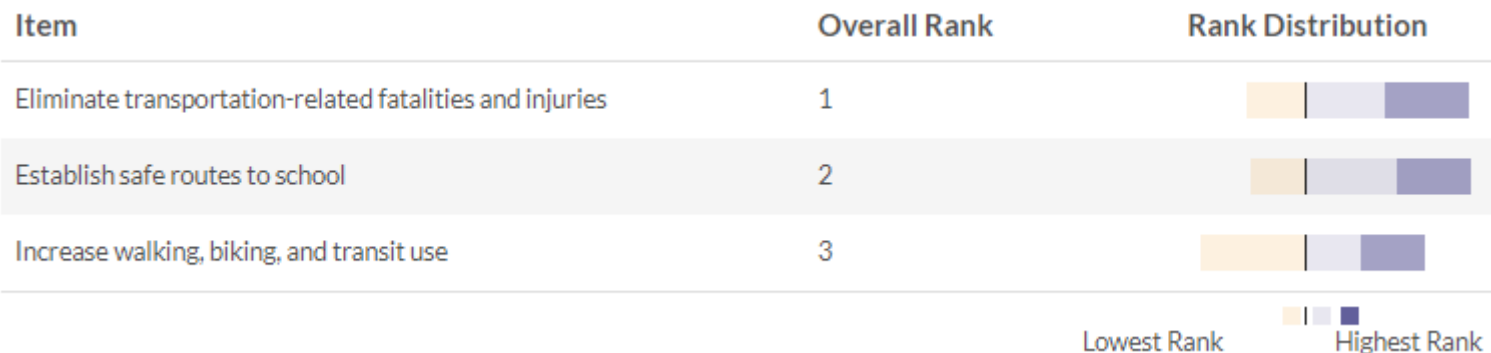 Item Overall Rank Rank Distribution
Eliminate transportation-related fatalities and injuries 1
Establish safe routes to school 2
Increase walking, biking, and transit use 3
Lowest Rank Highest Rank